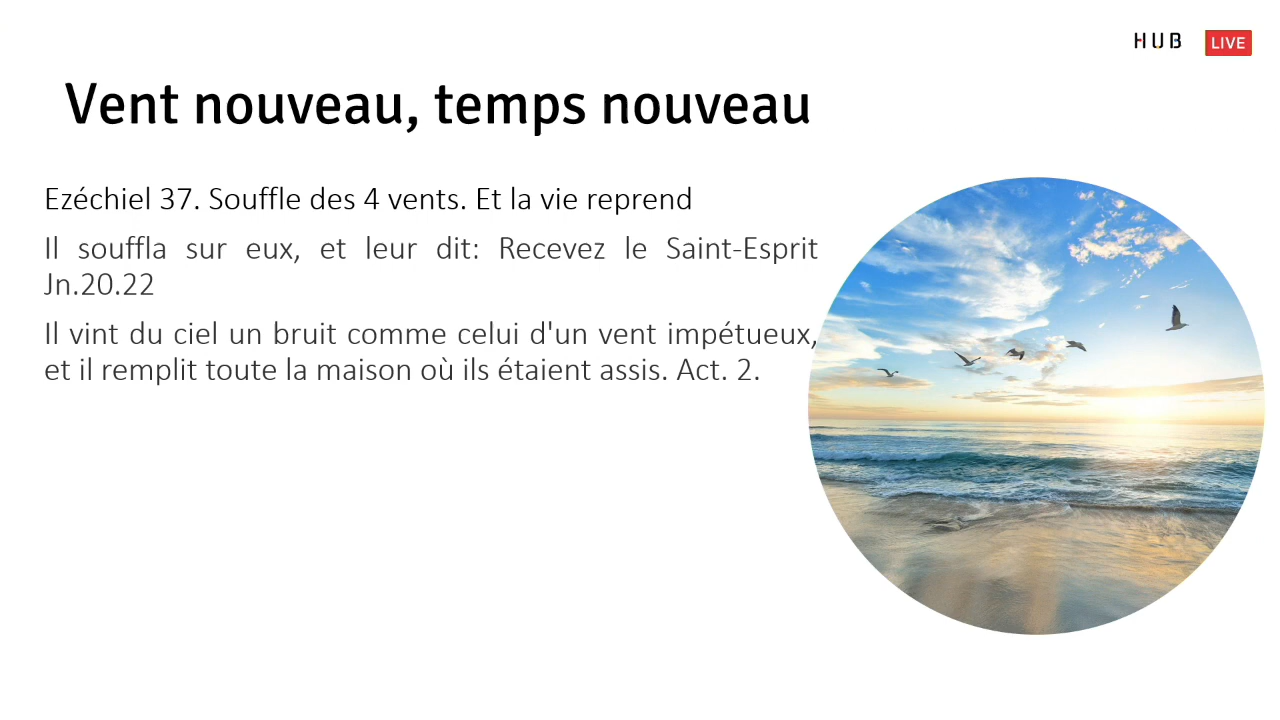 HUB LIVE
Vent nouveau, temps nouveau
Ezéchiel 37. Souffle des 4 vents. Et la vie reprend
Il souffla sur eux, et leur dit: Recevez le Saint-Esprit
Jn.20.22
Il vint du ciel un bruit comme celui d'un vent impétueux,
et il remplit toute la maison où ils étaient assis. Act. 2.